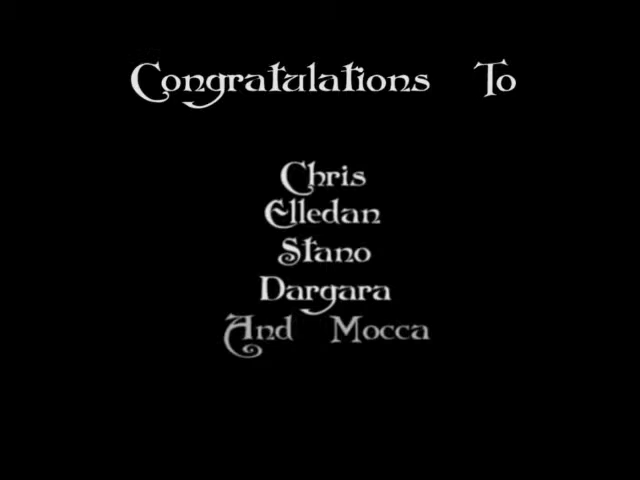 Congratulations To
Chris
Elledan
Stano
Dargara
And Mocca